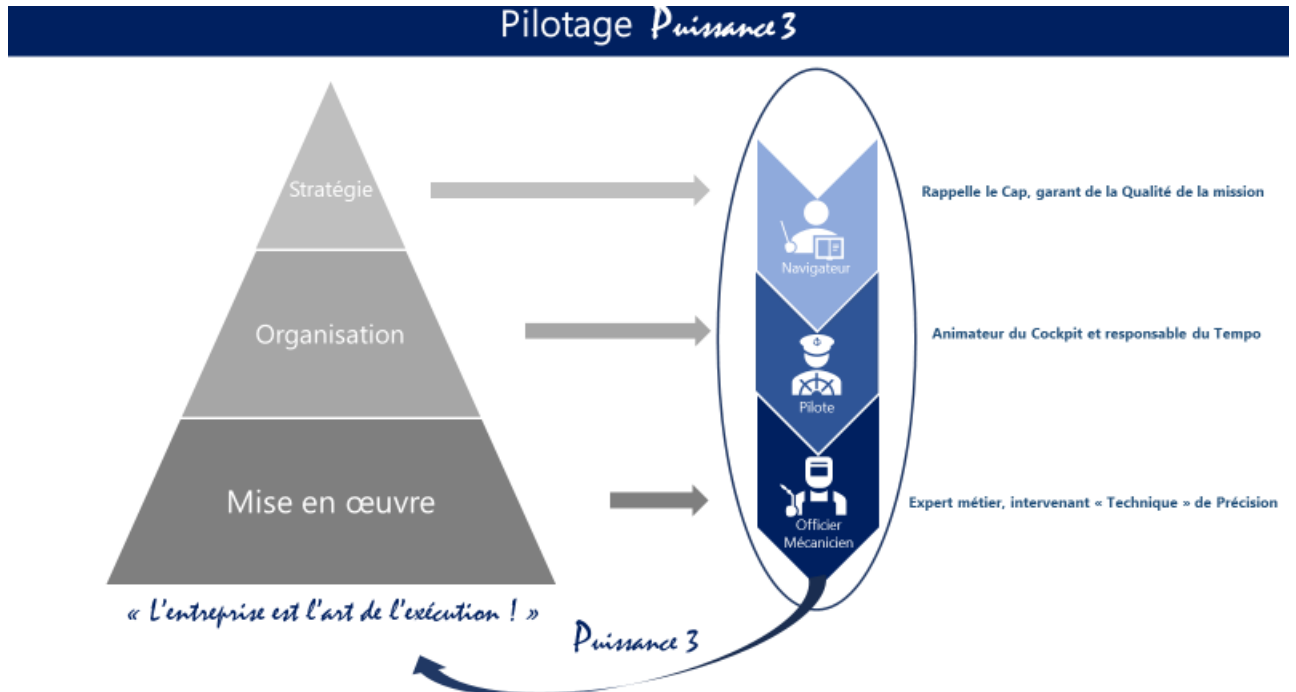 Pilotage Puissance 3
Stratégie
Rappelle le Cap, garant de la Qualité de la mission
Navigateur
Organisation
Animateur du Cockpit et responsable du Tempo
Pilote
Mise en œuvre
Expert métier, intervenant « Technique » de Précision
Officier
Mécanicien
« L'entreprise est l'art de l'exécution ! »
Puissance 3